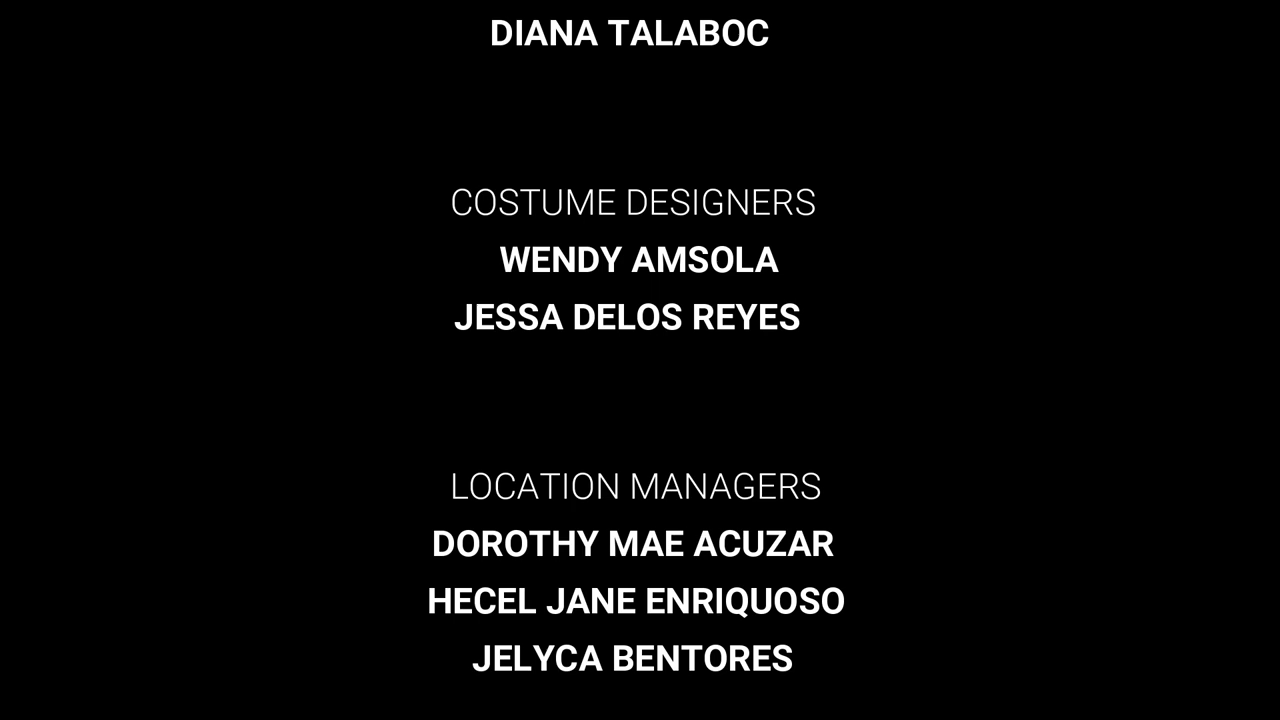 DIANA TALABOC
COSTUME DESIGNERS
WENDY AMSOLA
JESSA DELOS REYES
LOCATION MANAGERS
DOROTHY MAE ACUZAR
HECEL JANE ENRIQUOSO
JELYCA BENTORES